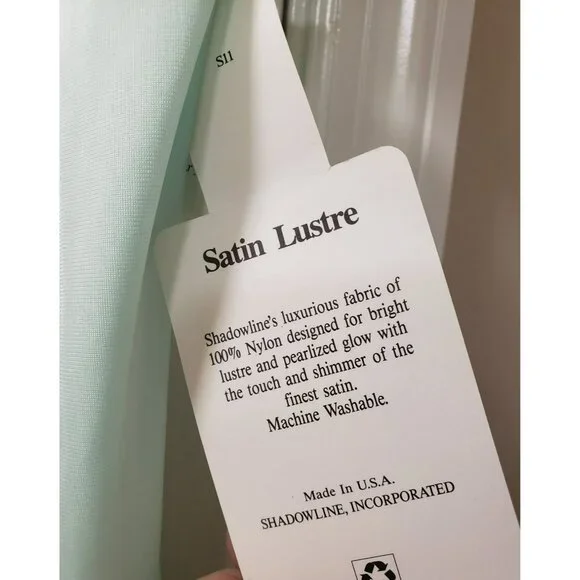 S11
Satin Lustre
Shadowline's luxurious fabric of
100% Nylon designed for bright
lustre and pearlized glow with
the touch and shimmer of the
finest satin.
Machine Washable.
Made In U.S.A.
SHADOWLINE, INCORPORATED